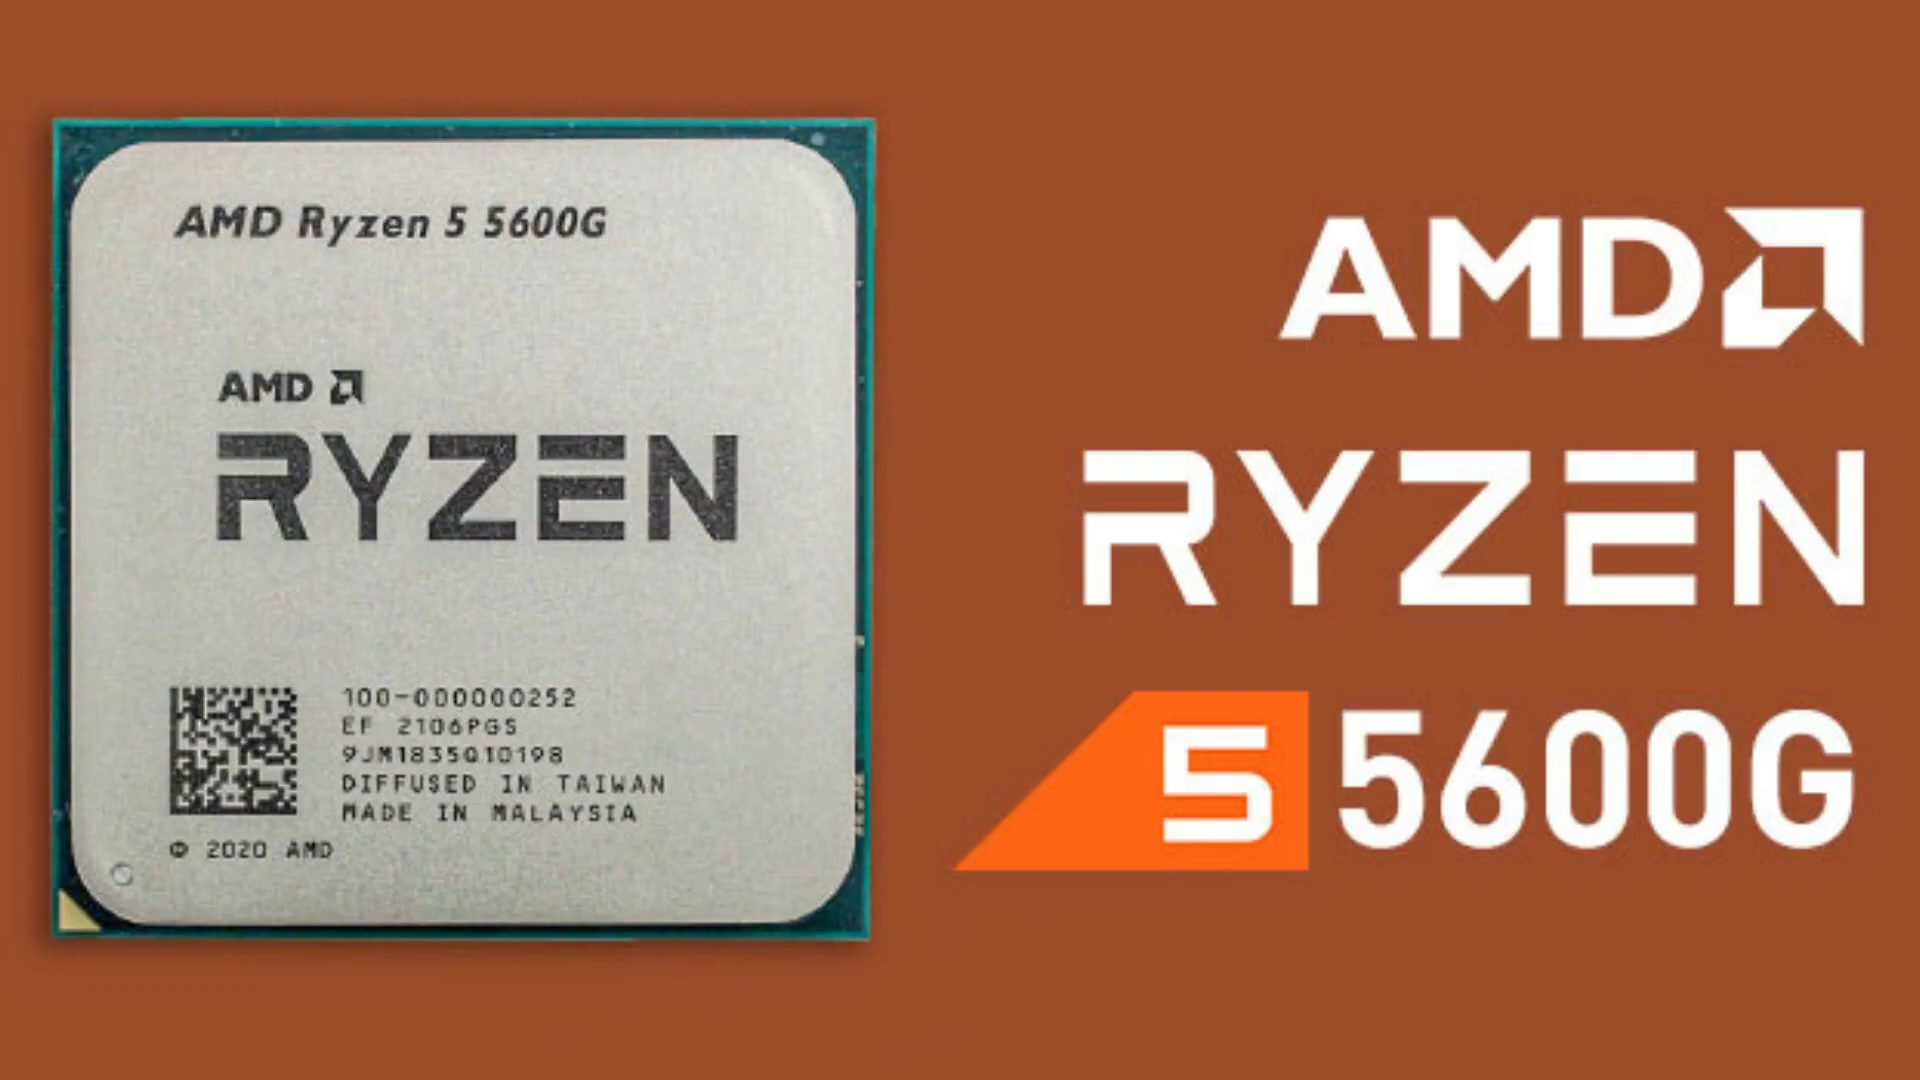 AMD Ryzen 5 5600G
AMD
RYZEN
100-000000252
EF 2106PGS
9JM1835Q10198
DIFFUSED IN TAIWAN
MADE IN MALAYSIA
© 2020 AMD
AMD
RYZEN
5 5600G